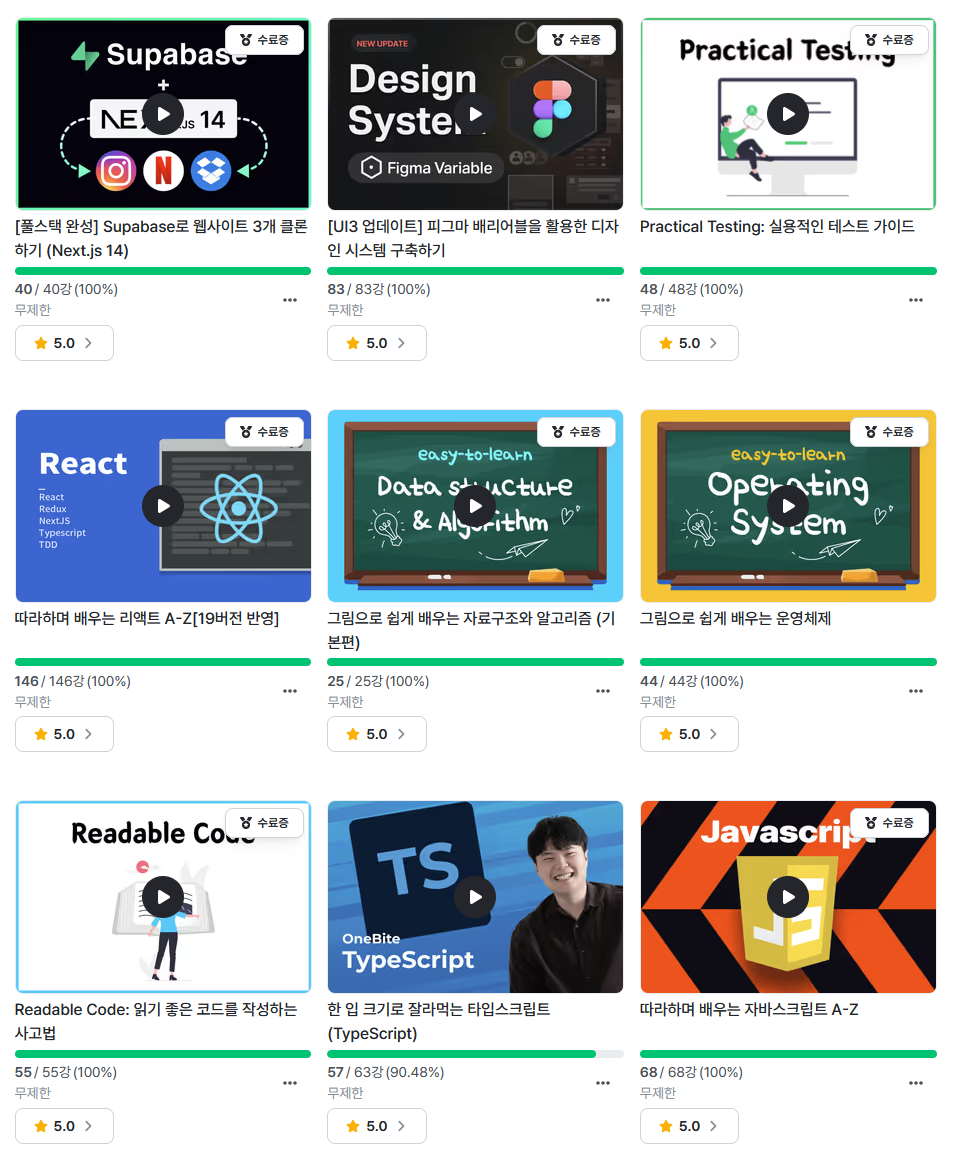 Supabase
수료증
+
NEXT.JS 14
[풀스택 완성] Supabase로 웹사이트 3개 클론
하기 (Next.js 14)
40 / 40강 (100%)
무제한
5.0
NEW UPDATE
수료증
Design
System
Figma Variable
[UI3 업데이트] 피그마 배리어블을 활용한 디자
인 시스템 구축하기
83 / 83강 (100%)
무제한
5.0
수료증
Practical Testing
Practical Testing: 실용적인 테스트 가이드
48 / 48강 (100%)
무제한
5.0
수료증
React
React
Redux
NextJS
Typescript
TDD
따라하며 배우는 리액트 A-Z[19버전 반영]
146 / 146강 (100%)
무제한
5.0
수료증
easy-to-learn
Data structure
& Algorithm
그림으로 쉽게 배우는 자료구조와 알고리즘 (기
본편)
25 / 25강 (100%)
무제한
5.0
수료증
easy-to-learn
Operating
System
그림으로 쉽게 배우는 운영체제
44 / 44강 (100%)
무제한
5.0
수료증
Readable Code
Readable Code: 읽기 좋은 코드를 작성하는
사고법
55 / 55강 (100%)
무제한
5.0
TS
OneBite
TypeScript
한 입 크기로 잘라먹는 타입스크립트
(TypeScript)
57 / 63강 (90.48%)
무제한
5.0
수료증
Javascript
JS
따라하며 배우는 자바스크립트 A-Z
68 / 68강 (100%)
무제한
5.0